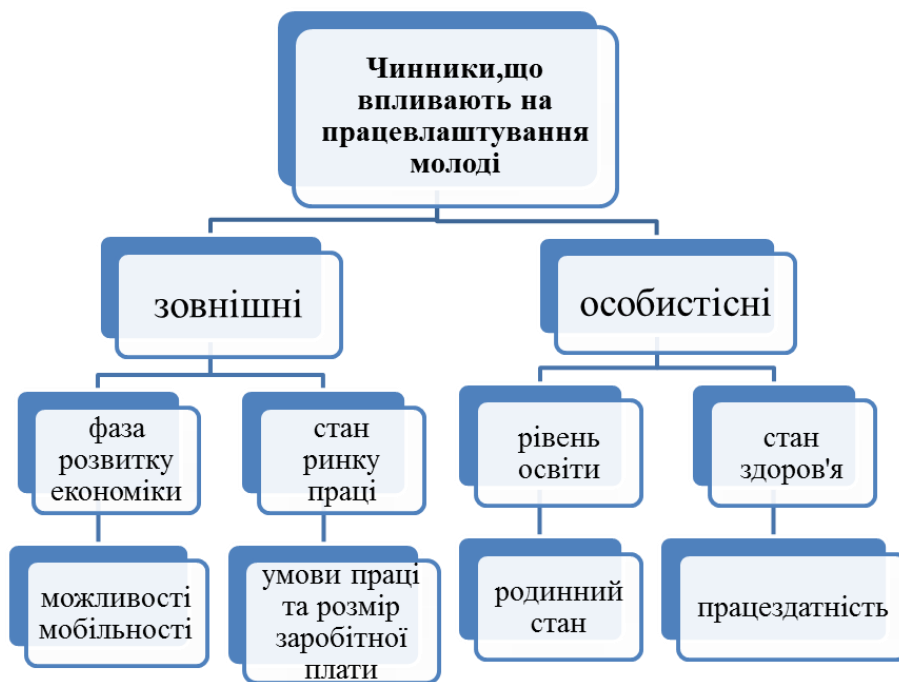 Чинники,що
впливають на
працевлаштування
молоді
зовнішні
особистісні
фаза
розвитку
економіки
стан
ринку
праці
рівень
освіти
стан
здоров'я
можливості
мобільності
умови праці
та розмір
заробітної
плати
родинний
стан
працездатність